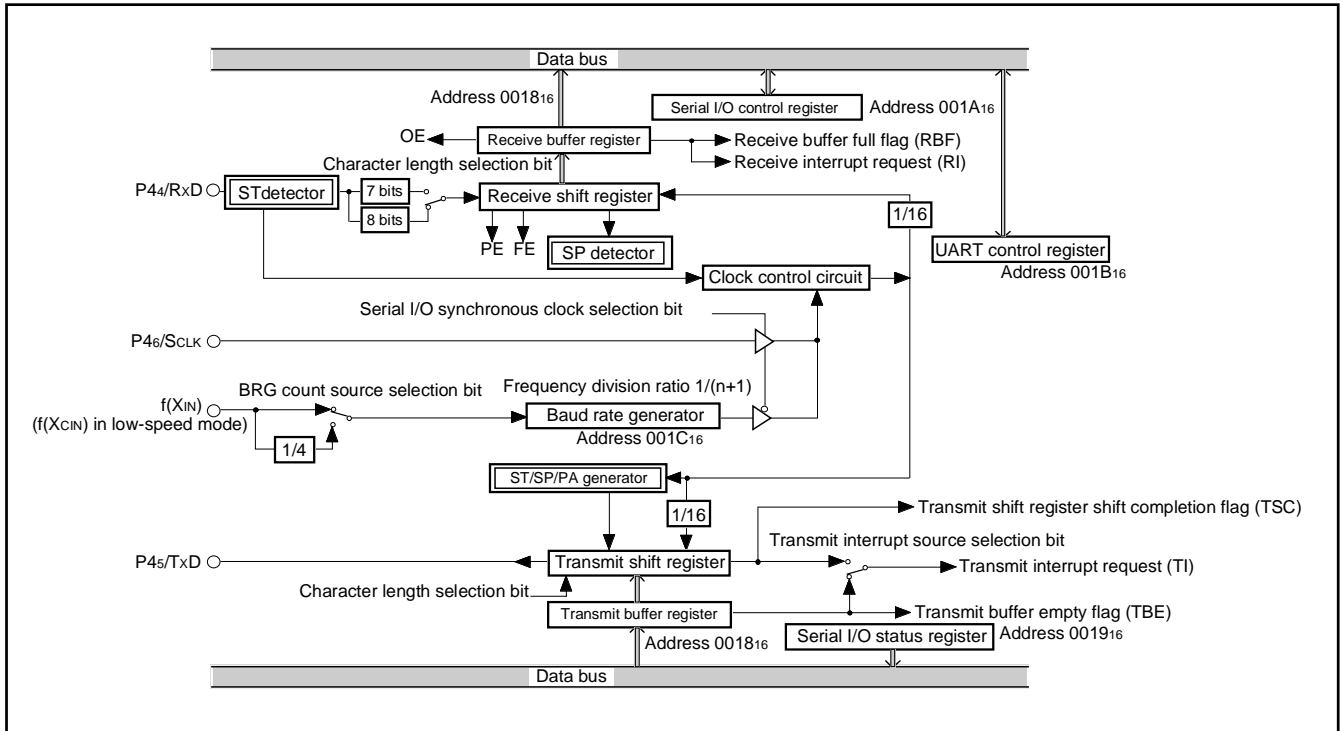 Data bus
Address 0018₁₆
Serial I/O control register
Address 001A₁₆
OE
Receive buffer register
Receive buffer full flag (RBF)
Receive interrupt request (RI)
Character length selection bit
P4₄/RxD
STdetector
7 bits
8 bits
Receive shift register
1/16
PE
FE
SP detector
UART control register
Address 001B₁₆
Clock control circuit
Serial I/O synchronous clock selection bit
P4₆/SCLK
BRG count source selection bit
Frequency division ratio 1/(n+1)
f(XIN)
(f(XCIN) in low-speed mode)
1/4
Baud rate generator
Address 001C₁₆
ST/SP/PA generator
1/16
Transmit shift register shift completion flag (TSC)
Transmit interrupt source selection bit
P4₅/TxD
Transmit shift register
Transmit interrupt request (TI)
Character length selection bit
Transmit buffer register
Transmit buffer empty flag (TBE)
Address 0018₁₆
Serial I/O status register
Address 0019₁₆
Data bus